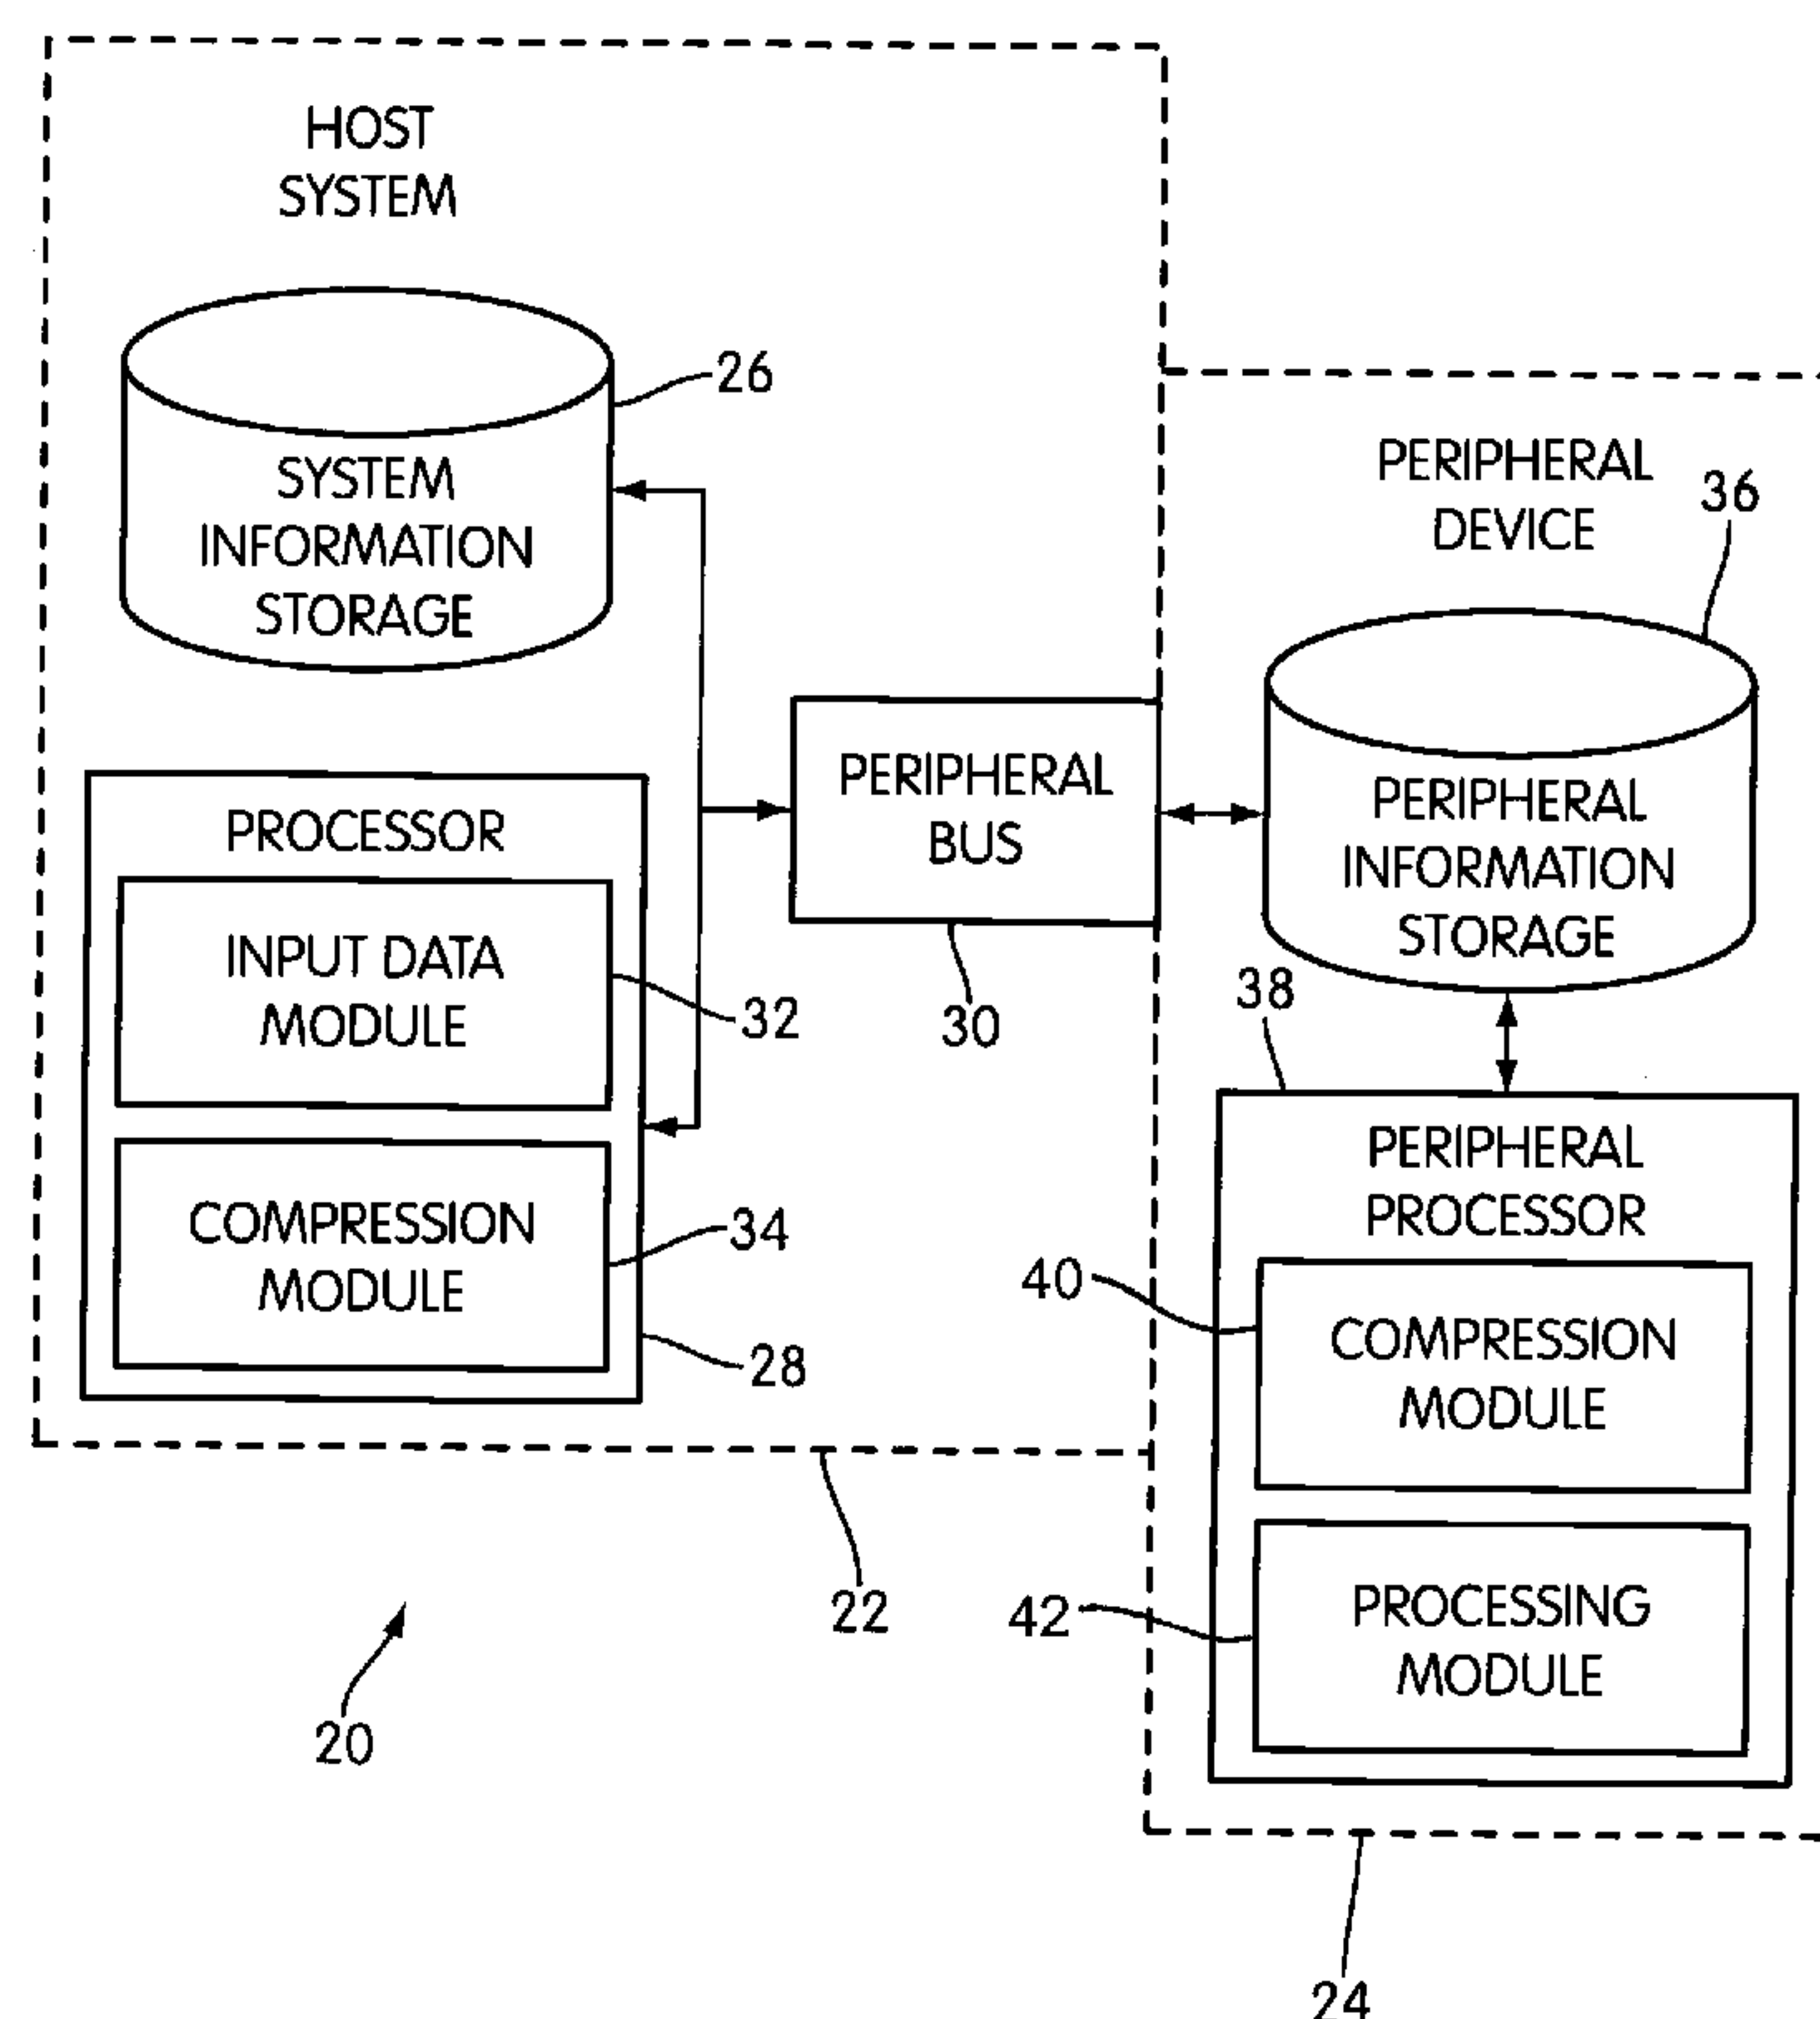 HOST
SYSTEM
26
SYSTEM
INFORMATION
STORAGE
PERIPHERAL
DEVICE
36
PERIPHERAL
BUS
30
PERIPHERAL
INFORMATION
STORAGE
PROCESSOR
INPUT DATA
MODULE
32
COMPRESSION
MODULE
34
28
22
38
PERIPHERAL
PROCESSOR
40
COMPRESSION
MODULE
42
PROCESSING
MODULE
20
24